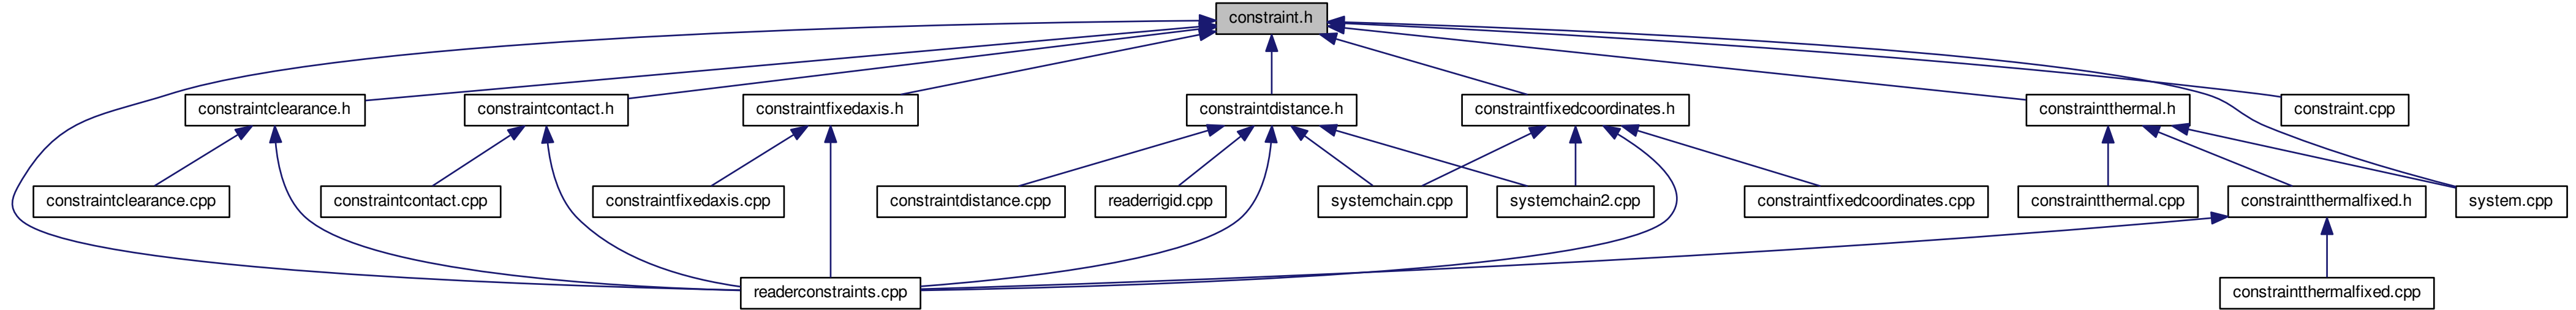 constraint.h
constraintclearance.h
constraintcontact.h
constraintfixedaxis.h
constraintdistance.h
constraintfixedcoordinates.h
constraintthermal.h
constraint.cpp
constraintclearance.cpp
constraintcontact.cpp
constraintfixedaxis.cpp
constraintdistance.cpp
readerrigid.cpp
systemchain.cpp
systemchain2.cpp
constraintfixedcoordinates.cpp
constraintthermal.cpp
constraintthermalfixed.h
system.cpp
readerconstraints.cpp
constraintthermalfixed.cpp